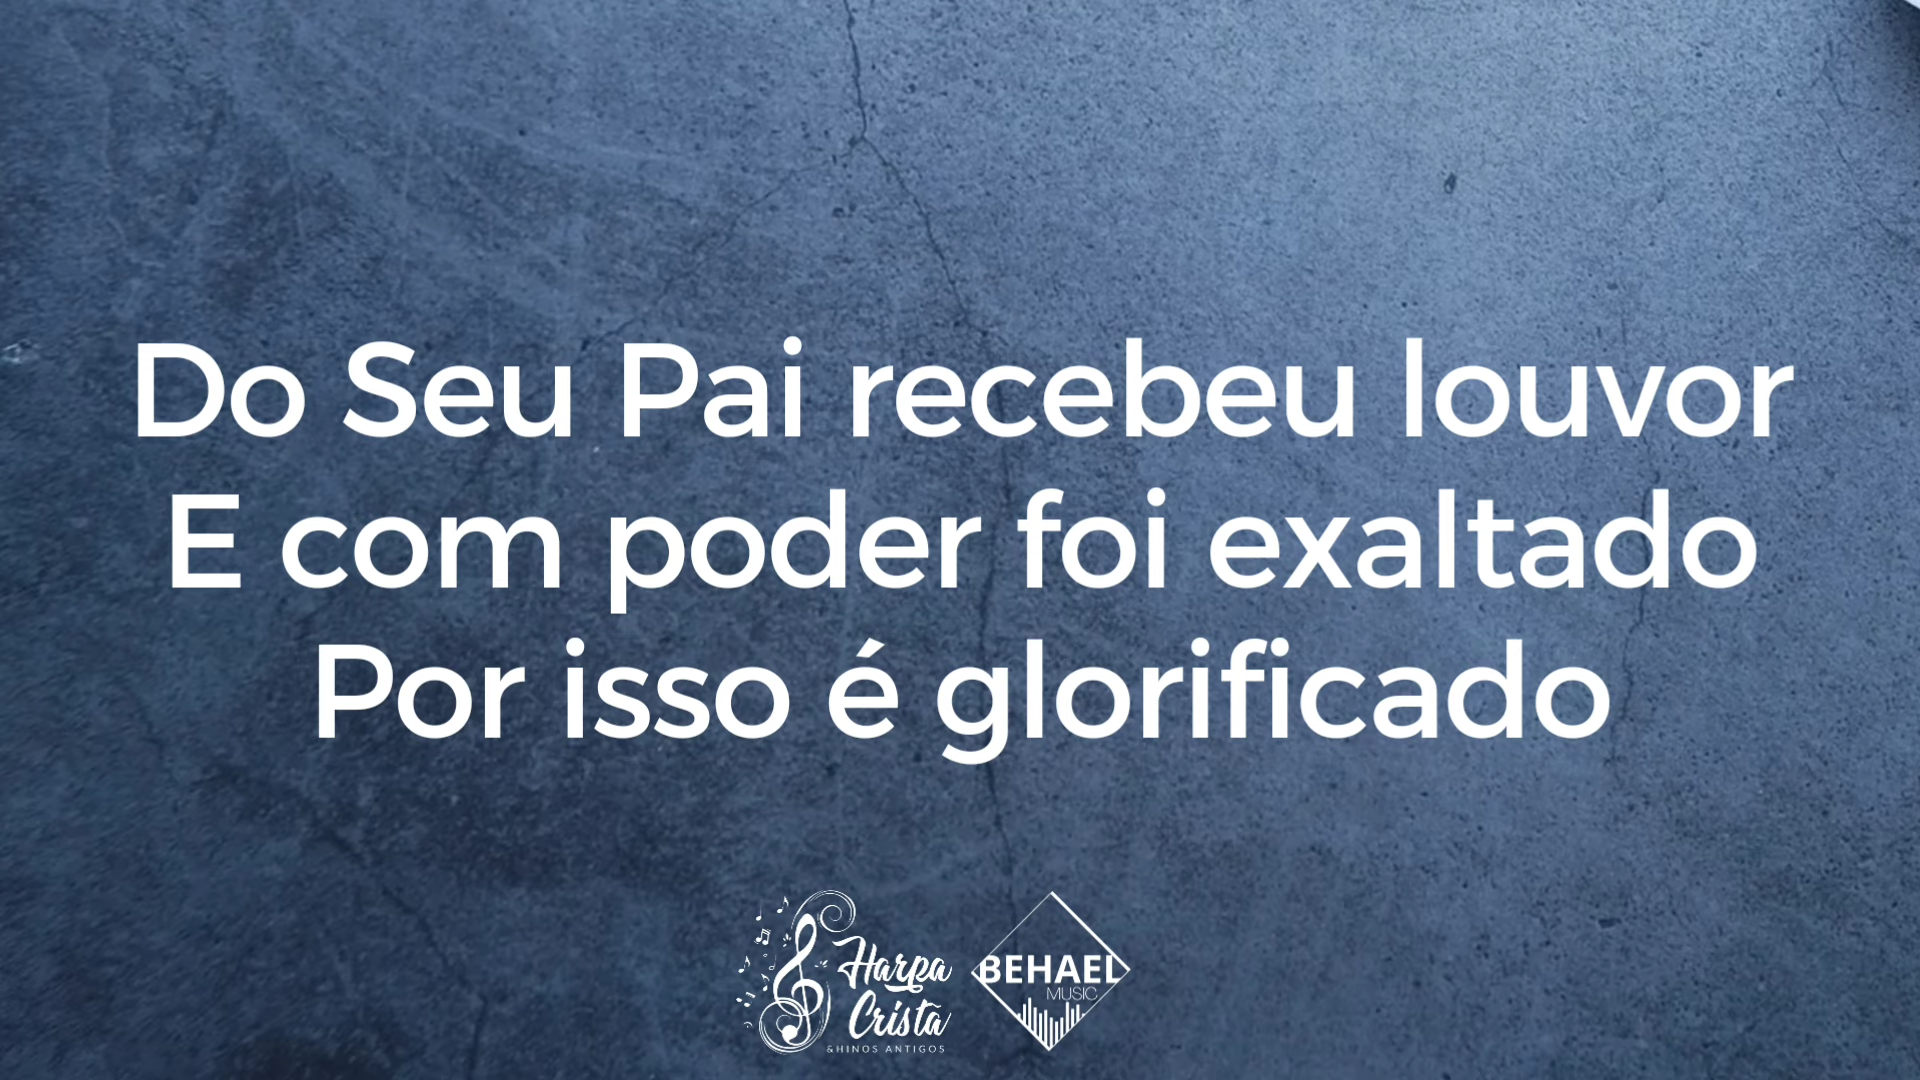 Do Seu Pai recebeu louvor
E com poder foi exaltado
Por isso é glorificado
Harpa
Cristã
&HINOS ANTIGOS
BEHAEL
MUSIC